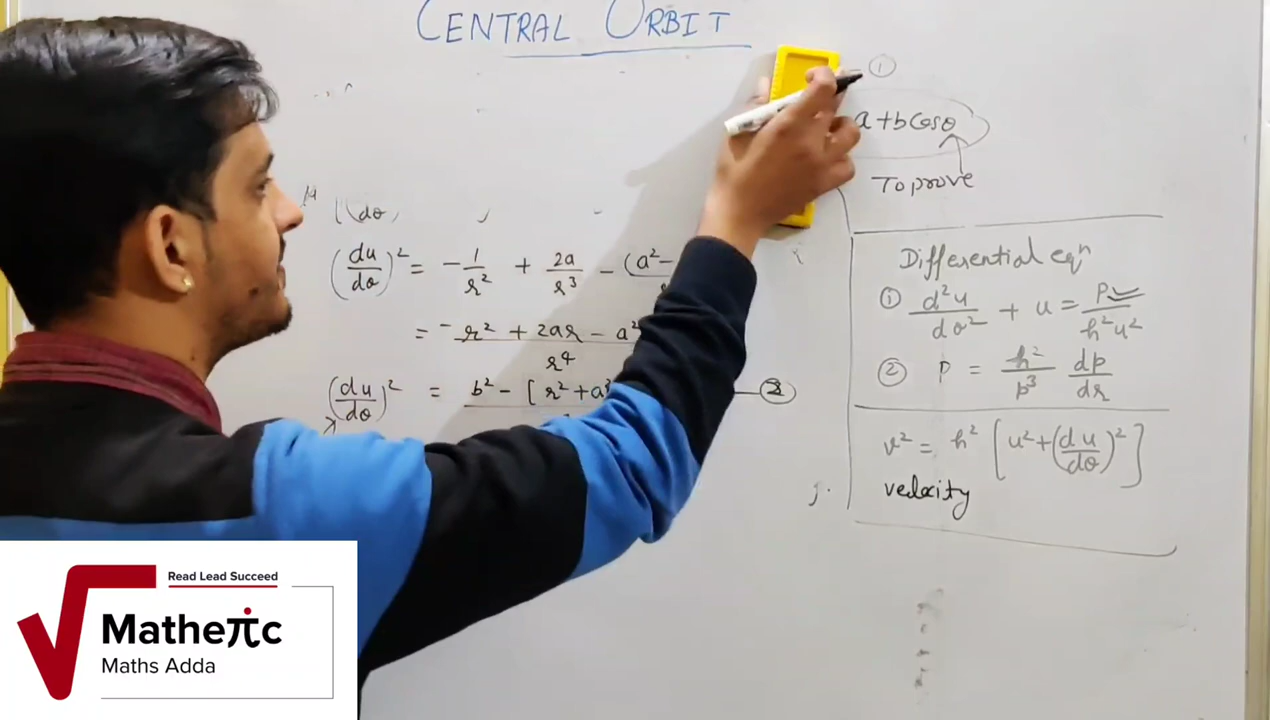 CENTRAL ORBIT
①
a+bCosθ
To prove
μ [(dθ,
(du/dθ)² = -1/r² + 2a/r³ - (a²-
= -r² + 2ar - a² / r⁴
(du/dθ)² = b² - [r² + a² — ②
Differential eqⁿ
① d²u/dθ² + u = P/h²u²
② P = h²/p³ dp/dr
v² = h² [u² + (du/dθ)²]
velocity
Read Lead Succeed
Matheπc
Maths Adda